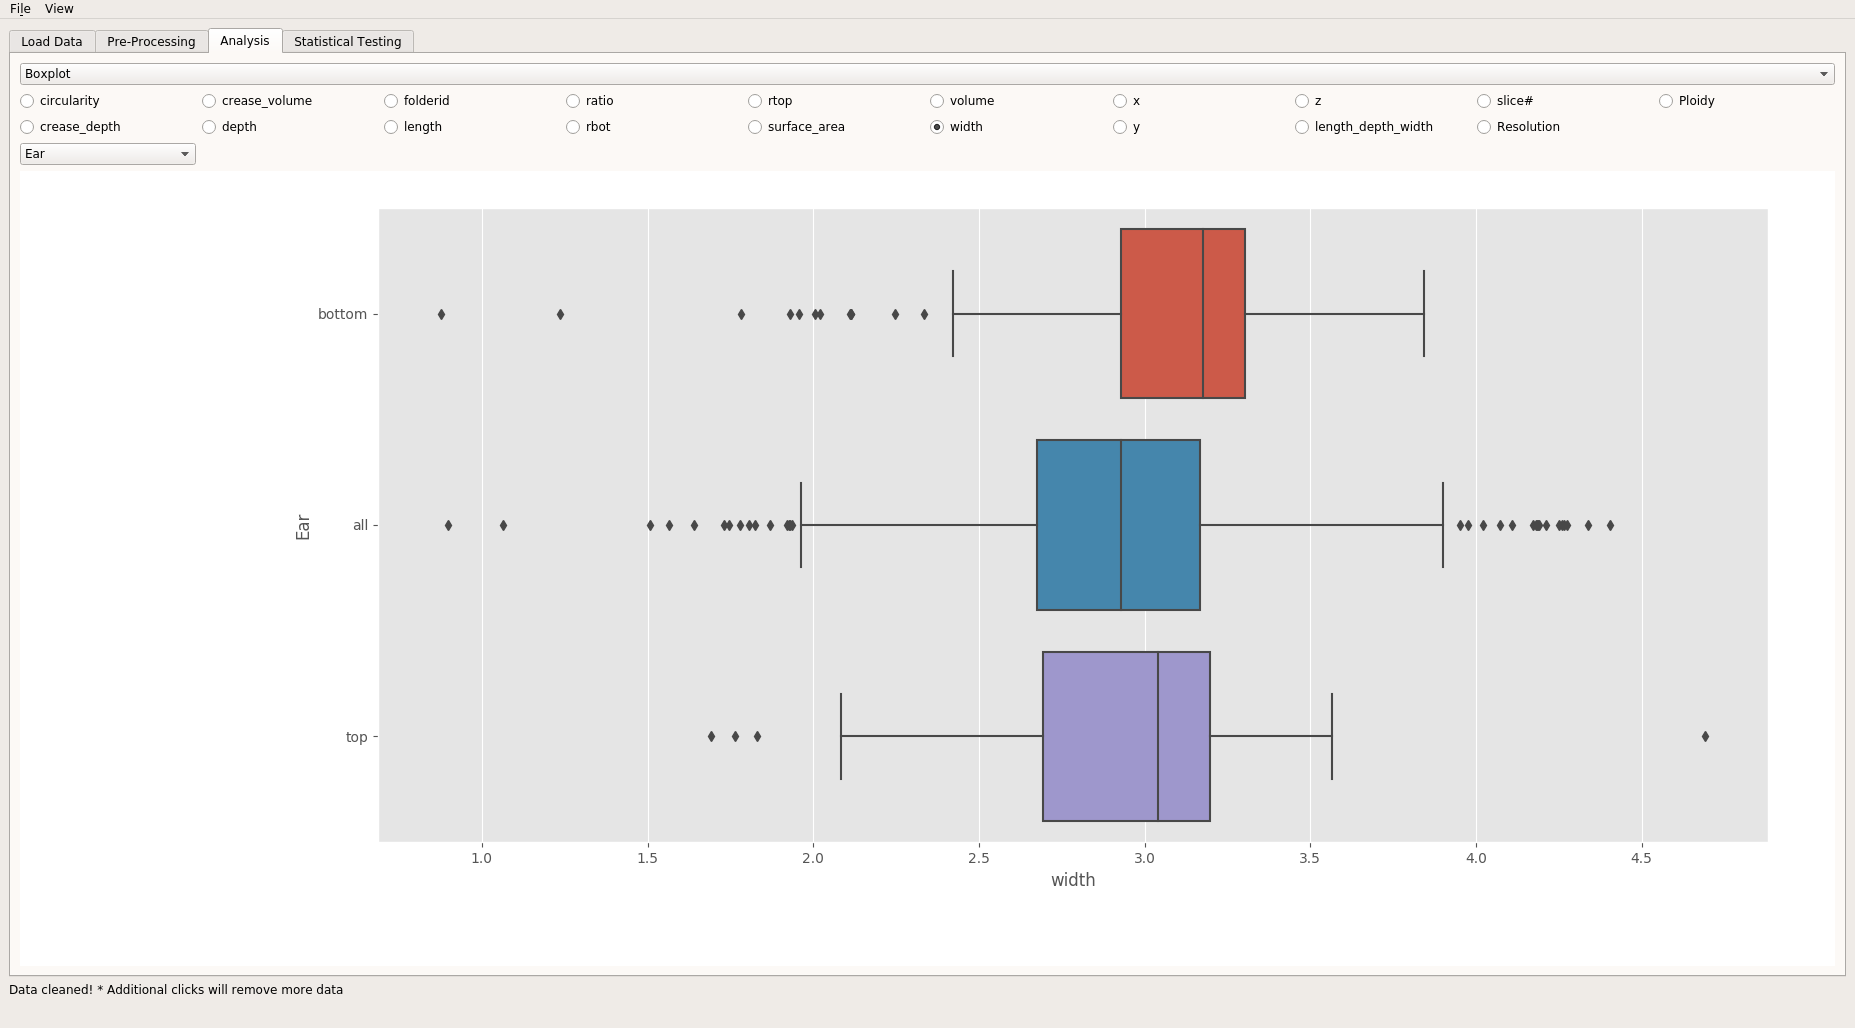 File View
Load Data Pre-Processing Analysis Statistical Testing
Boxplot
circularity crease_volume folderid ratio rtop volume x z slice# Ploidy
crease_depth depth length rbot surface_area width y length_depth_width Resolution
Ear
bottom
all
top
Ear
1.0 1.5 2.0 2.5 3.0 3.5 4.0 4.5
width
Data cleaned! * Additional clicks will remove more data